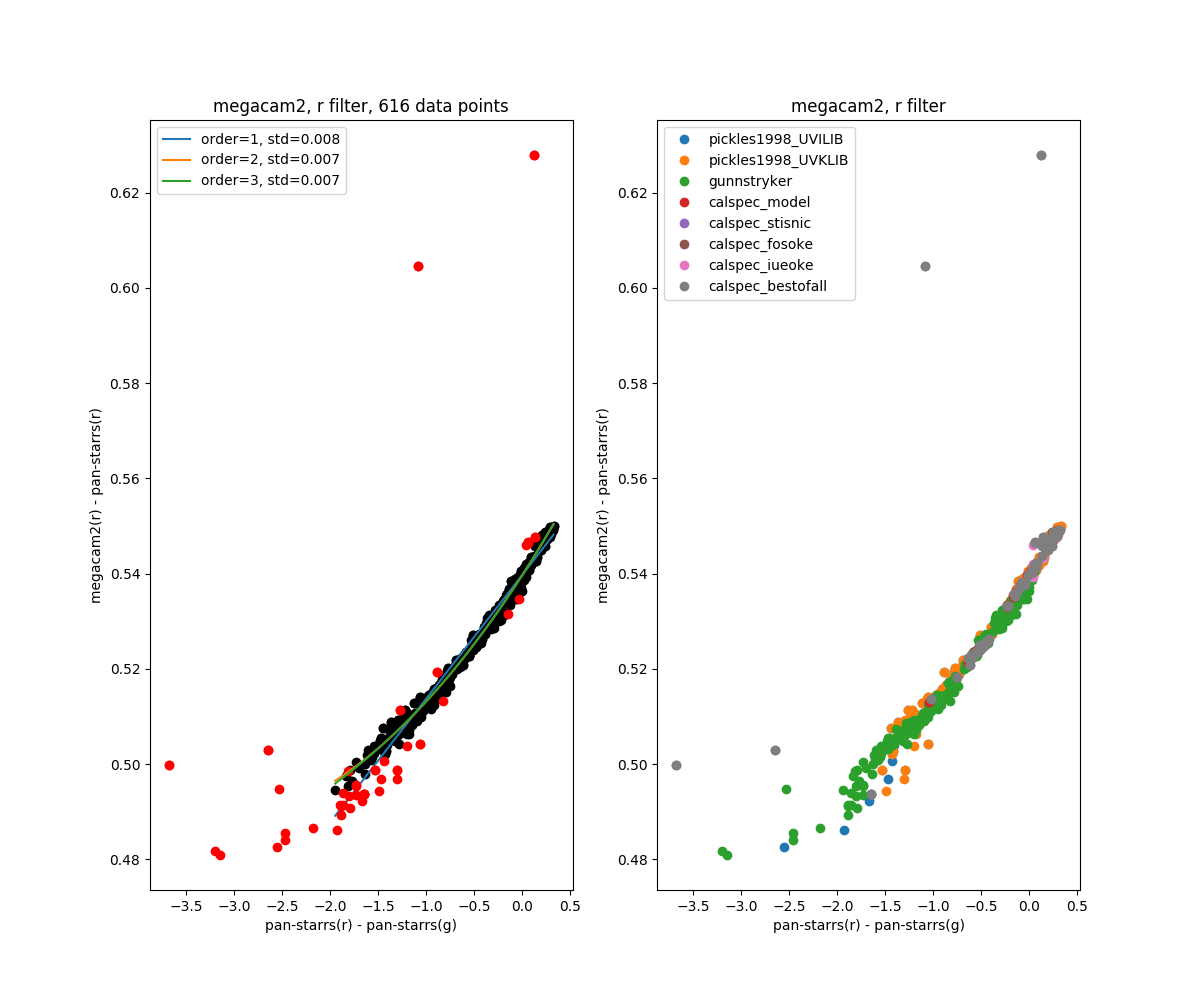 megacam2, r filter, 616 data points
order=1, std=0.008
order=2, std=0.007
order=3, std=0.007
megacam2(r) - pan-starrs(r)
0.62
0.60
0.58
0.56
0.54
0.52
0.50
0.48
−3.5 −3.0 −2.5 −2.0 −1.5 −1.0 −0.5 0.0 0.5
pan-starrs(r) - pan-starrs(g)
megacam2, r filter
pickles1998_UVILIB
pickles1998_UVKLIB
gunnstryker
calspec_model
calspec_stisnic
calspec_fosoke
calspec_iueoke
calspec_bestofall
megacam2(r) - pan-starrs(r)
0.62
0.60
0.58
0.56
0.54
0.52
0.50
0.48
−3.5 −3.0 −2.5 −2.0 −1.5 −1.0 −0.5 0.0 0.5
pan-starrs(r) - pan-starrs(g)